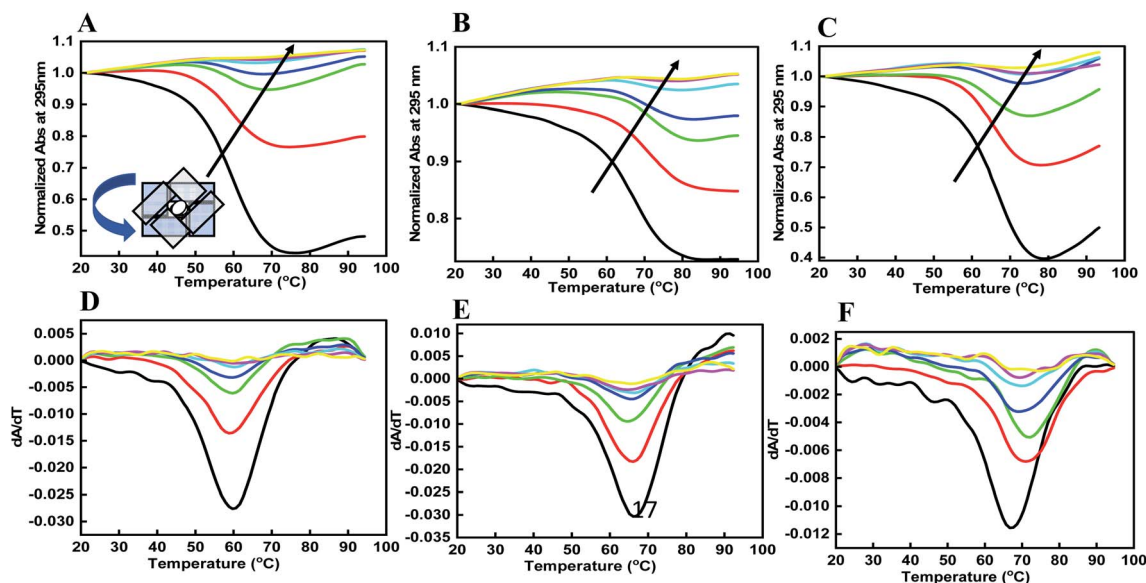 A
Normalized Abs at 295nm
1.1
1.0
0.9
0.8
0.7
0.6
0.5
20 30 40 50 60 70 80 90 100
Temperature (°C)
B
Normalized Abs at 295 nm
1.1
1.0
0.9
0.8
20 30 40 50 60 70 80 90 100
Temperature (°C)
C
Normalized Abs at 295 nm
1.1
1.0
0.9
0.8
0.7
0.6
0.5
0.4
20 30 40 50 60 70 80 90 100
Temperature (°C)
D
dA/dT
0.005
0.000
-0.005
-0.010
-0.015
-0.020
-0.025
-0.030
20 30 40 50 60 70 80 90 100
Temperature (°C)
E
dA/dT
0.010
0.005
0.000
-0.005
-0.010
-0.015
-0.020
-0.025
-0.030
-0.035
17
20 30 40 50 60 70 80 90 100
Temperature (°C)
F
dA/dT
0.002
0.000
-0.002
-0.004
-0.006
-0.008
-0.010
-0.012
20 30 40 50 60 70 80 90 100
Temperature (°C)